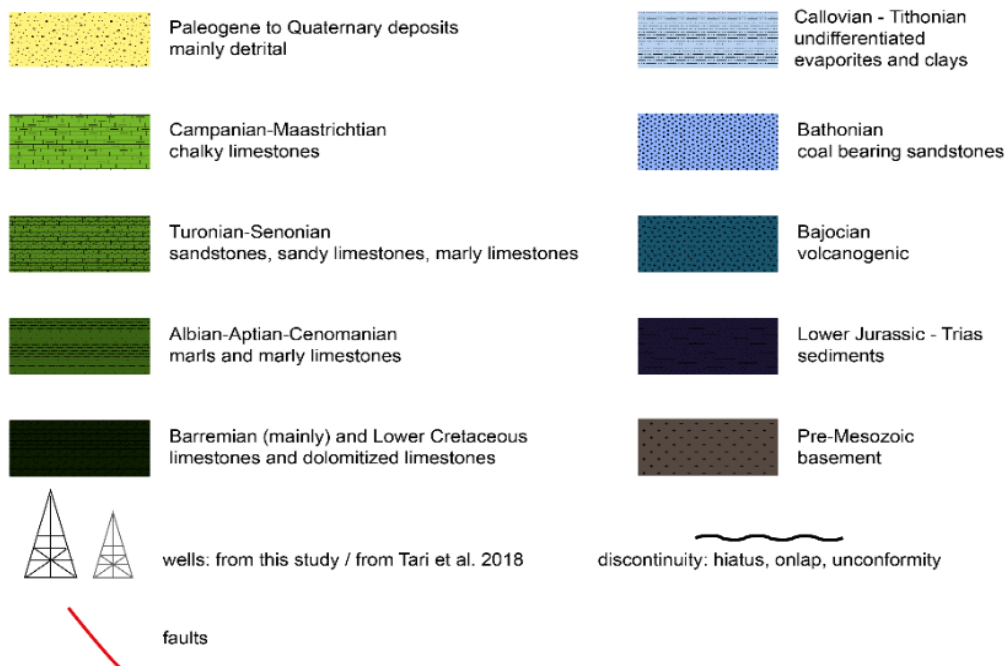 Paleogene to Quaternary deposits
mainly detrital
Campanian-Maastrichtian
chalky limestones
Turonian-Senonian
sandstones, sandy limestones, marly limestones
Albian-Aptian-Cenomanian
marls and marly limestones
Barremian (mainly) and Lower Cretaceous
limestones and dolomitized limestones
Callovian - Tithonian
undifferentiated
evaporites and clays
Bathonian
coal bearing sandstones
Bajocian
volcanogenic
Lower Jurassic - Trias
sediments
Pre-Mesozoic
basement
wells: from this study / from Tari et al. 2018
discontinuity: hiatus, onlap, unconformity
faults